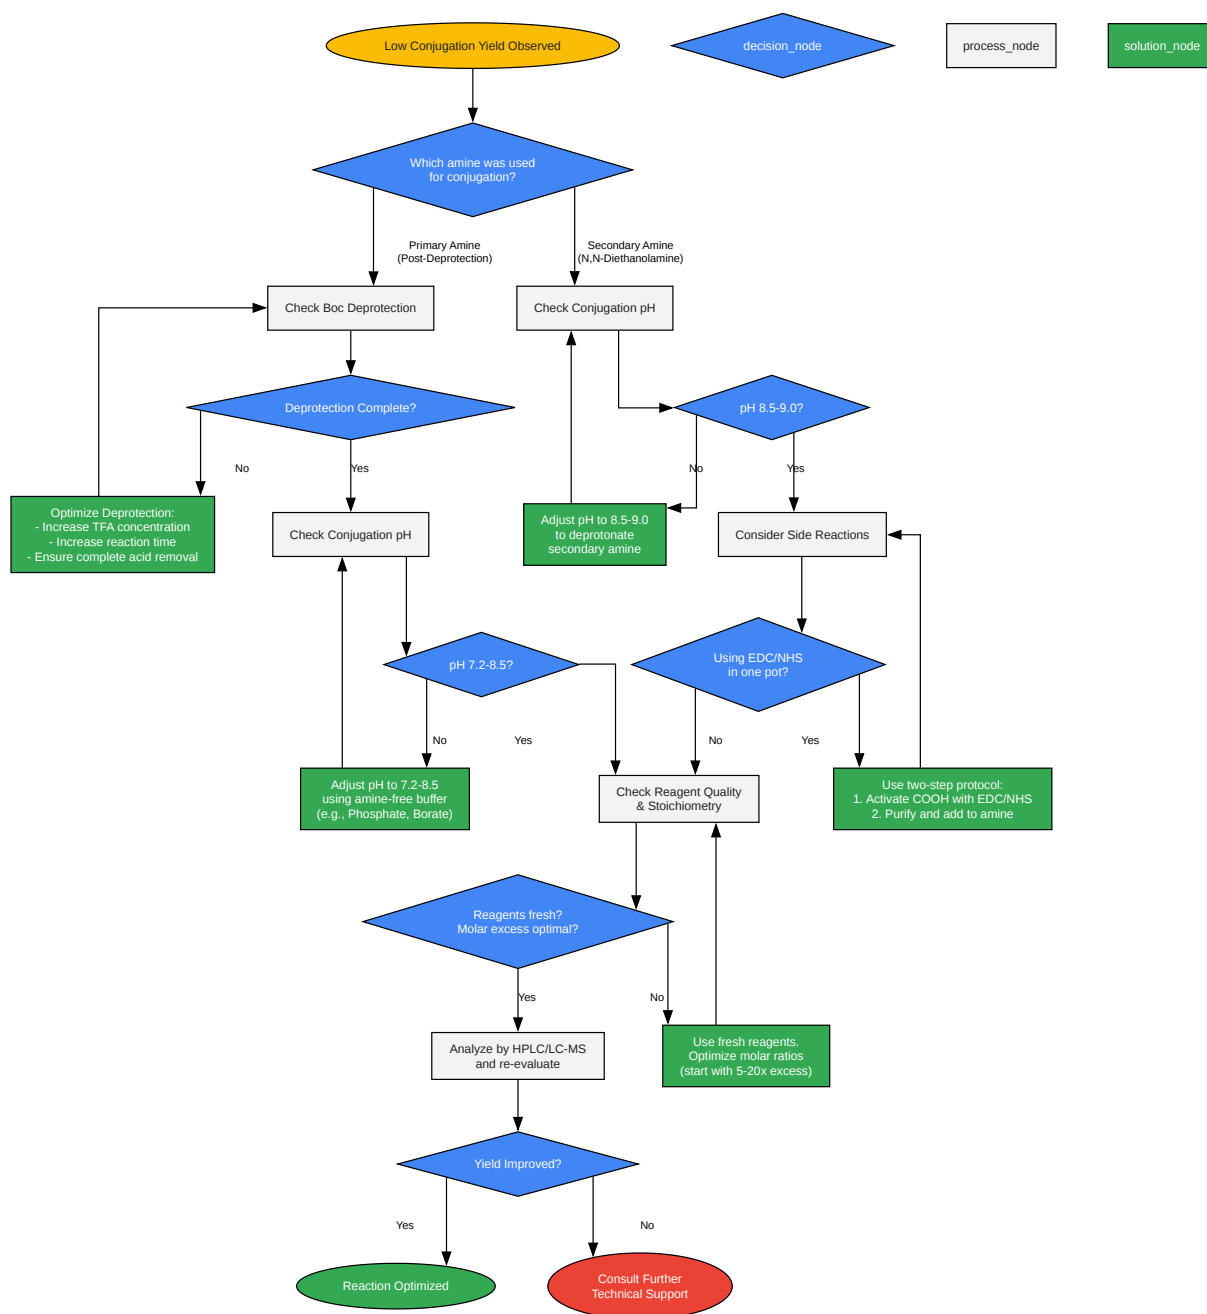 Low Conjugation Yield Observed
decision_node
process_node
solution_node
Which amine was used
for conjugation?
Primary Amine
(Post-Deprotection)
Secondary Amine
(N,N-Diethanolamine)
Check Boc Deprotection
Check Conjugation pH
Deprotection Complete?
pH 8.5-9.0?
No
Yes
No
Yes
Optimize Deprotection:
- Increase TFA concentration
- Increase reaction time
- Ensure complete acid removal
Check Conjugation pH
Adjust pH to 8.5-9.0
to deprotonate
secondary amine
Consider Side Reactions
pH 7.2-8.5?
Using EDC/NHS
in one pot?
No
Yes
No
Yes
Adjust pH to 7.2-8.5
using amine-free buffer
(e.g., Phosphate, Borate)
Check Reagent Quality
& Stoichiometry
Use two-step protocol:
1. Activate COOH with EDC/NHS
2. Purify and add to amine
Reagents fresh?
Molar excess optimal?
Yes
No
Analyze by HPLC/LC-MS
and re-evaluate
Use fresh reagents.
Optimize molar ratios
(start with 5-20x excess)
Yield Improved?
Yes
No
Reaction Optimized
Consult Further
Technical Support